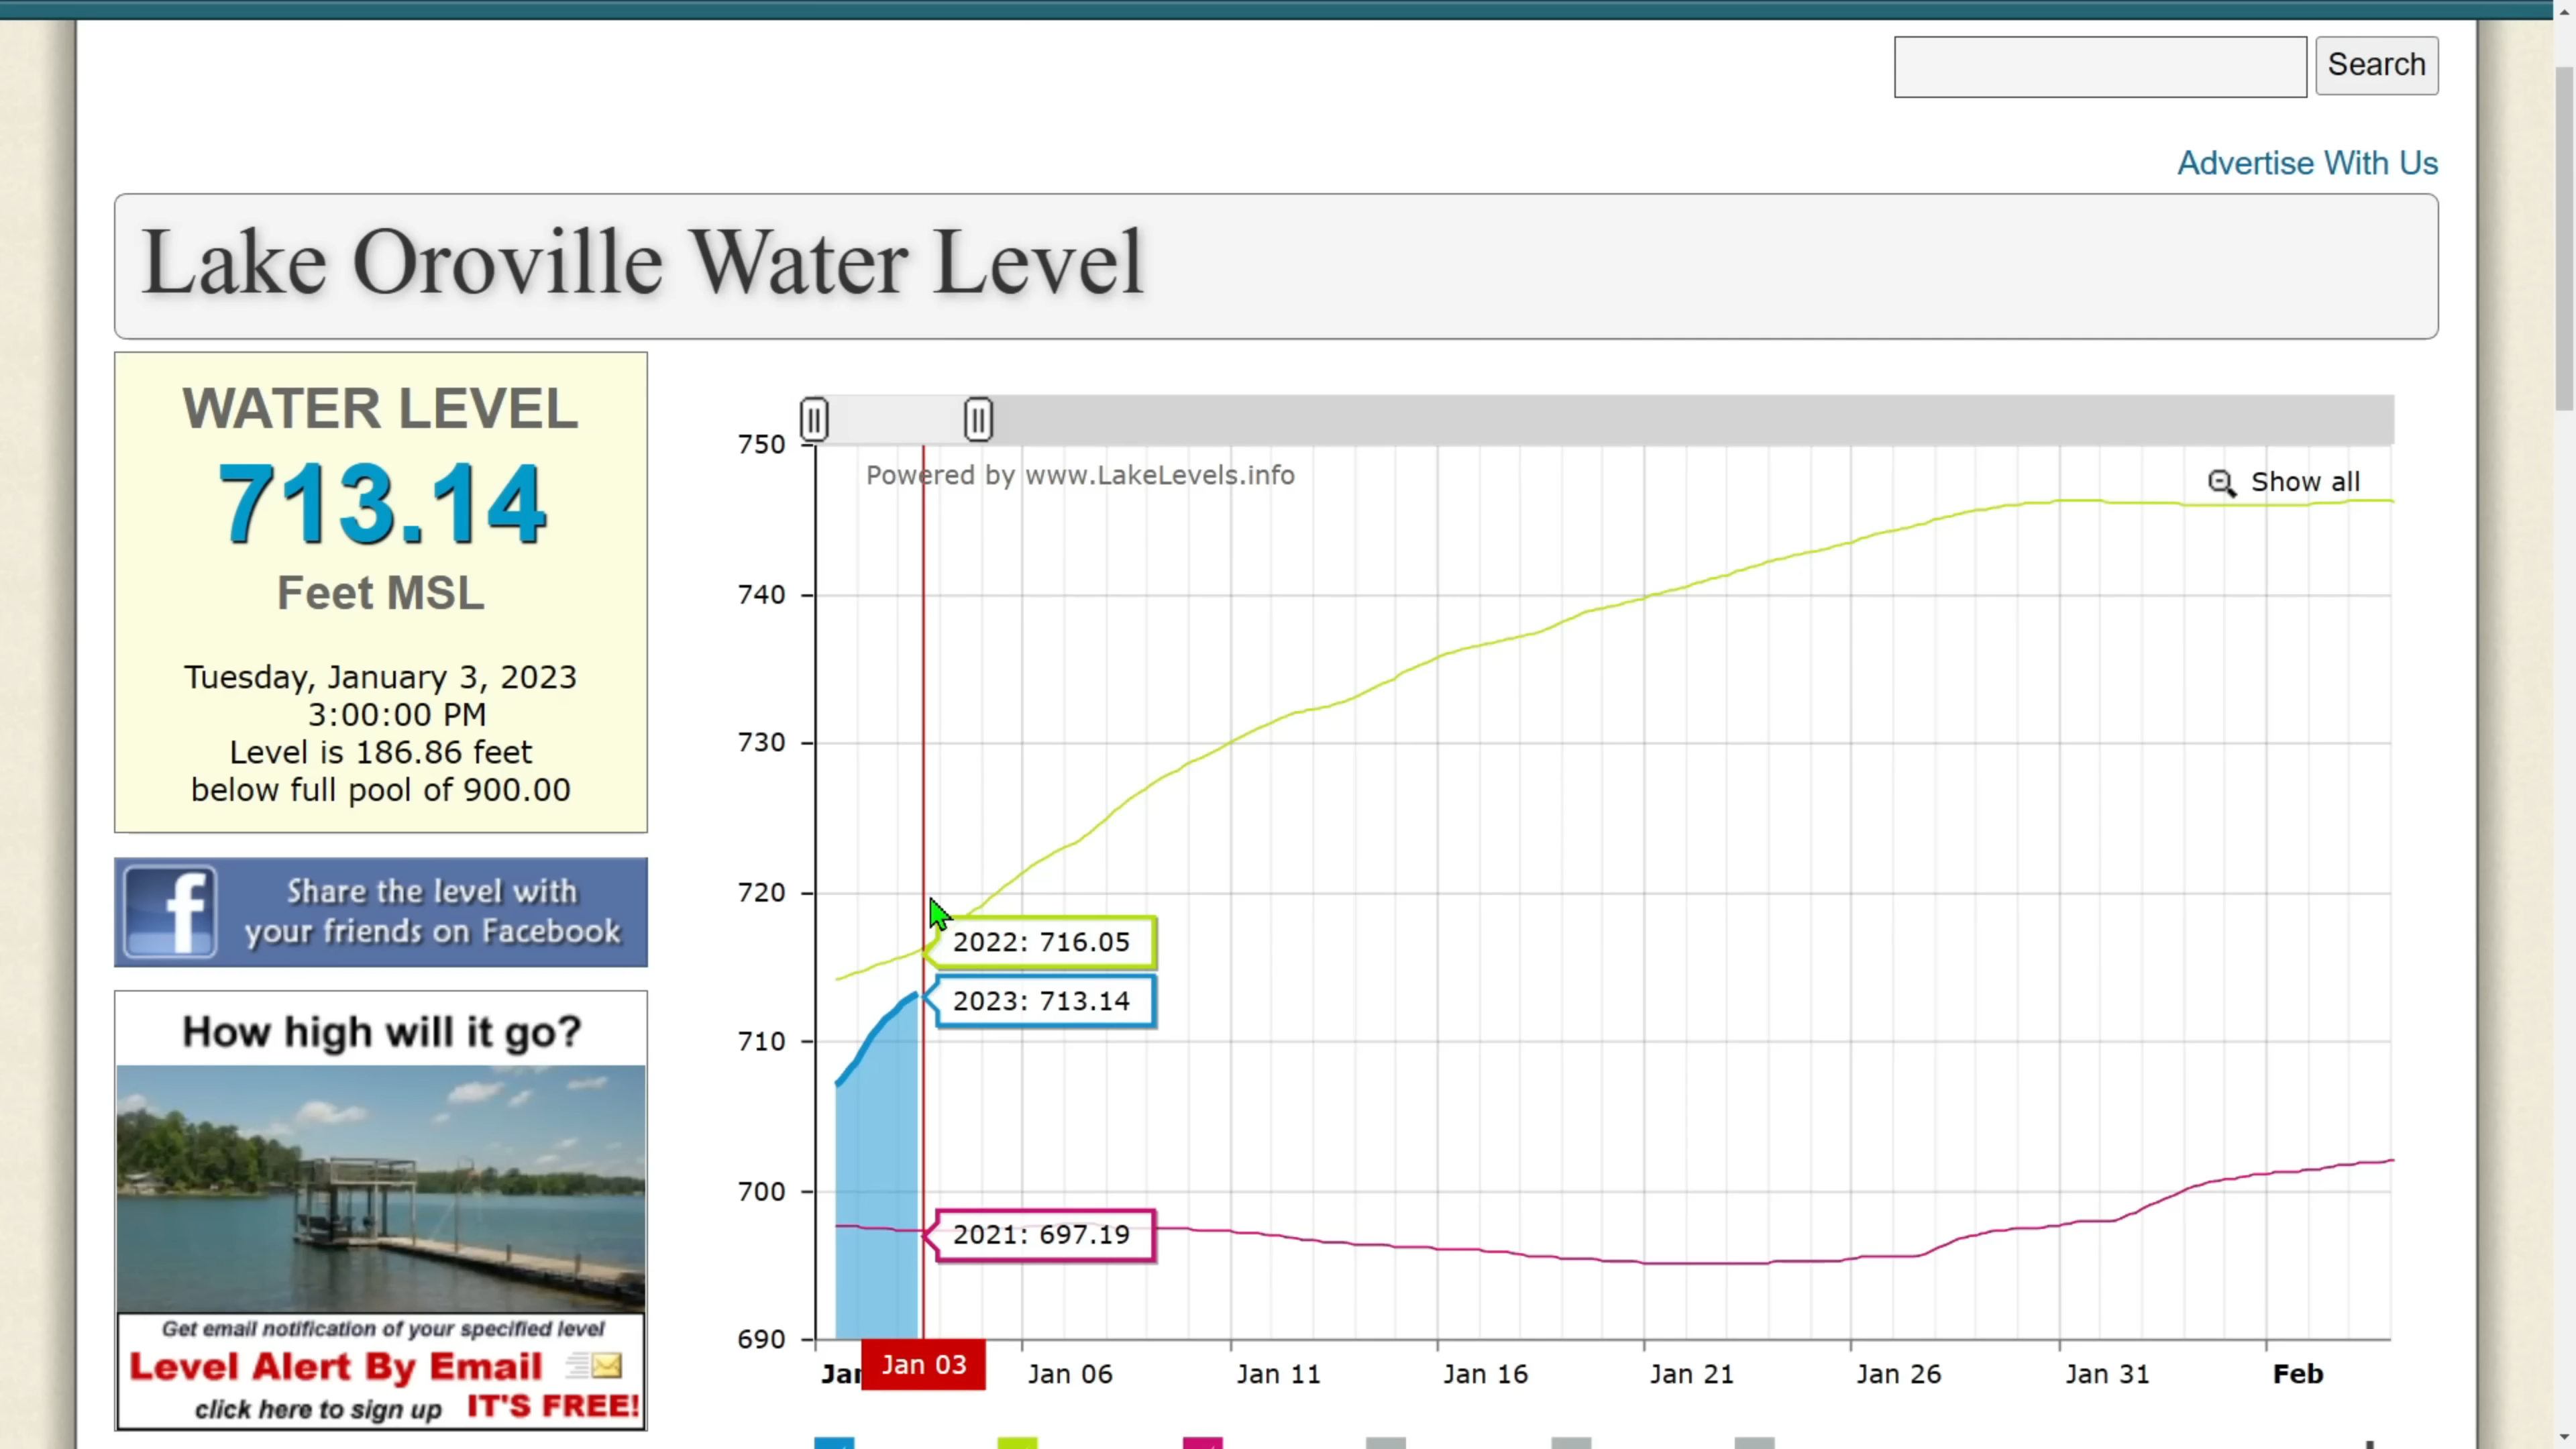 Search
Advertise With Us
Lake Oroville Water Level
WATER LEVEL
713.14
Feet MSL
Tuesday, January 3, 2023
3:00:00 PM
Level is 186.86 feet
below full pool of 900.00
Share the level with
your friends on Facebook
How high will it go?
Get email notification of your specified level
Level Alert By Email
click here to sign up IT'S FREE!
Powered by www.LakeLevels.info
Show all
750
740
730
720
710
700
690
2022: 716.05
2023: 713.14
2021: 697.19
Jan 03
Jan 06
Jan 11
Jan 16
Jan 21
Jan 26
Jan 31
Feb